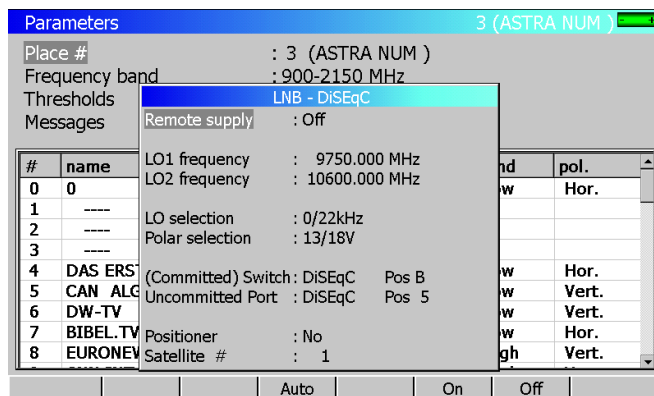 Parameters 3 (ASTRA NUM )
Place # : 3 (ASTRA NUM )
Frequency band : 900-2150 MHz
Thresholds
Messages
LNB - DiSEqC
Remote supply : Off
LO1 frequency : 9750.000 MHz
LO2 frequency : 10600.000 MHz
LO selection : 0/22kHz
Polar selection : 13/18V
(Committed) Switch : DiSEqC Pos B
Uncommitted Port : DiSEqC Pos 5
Positioner : No
Satellite # : 1
# name nd pol.
0 0 w Hor.
1 ----
2 ----
3 ----
4 DAS ERST w Hor.
5 CAN ALG w Vert.
6 DW-TV w Vert.
7 BIBEL.TV w Hor.
8 EURONEV gh Vert.
Auto On Off